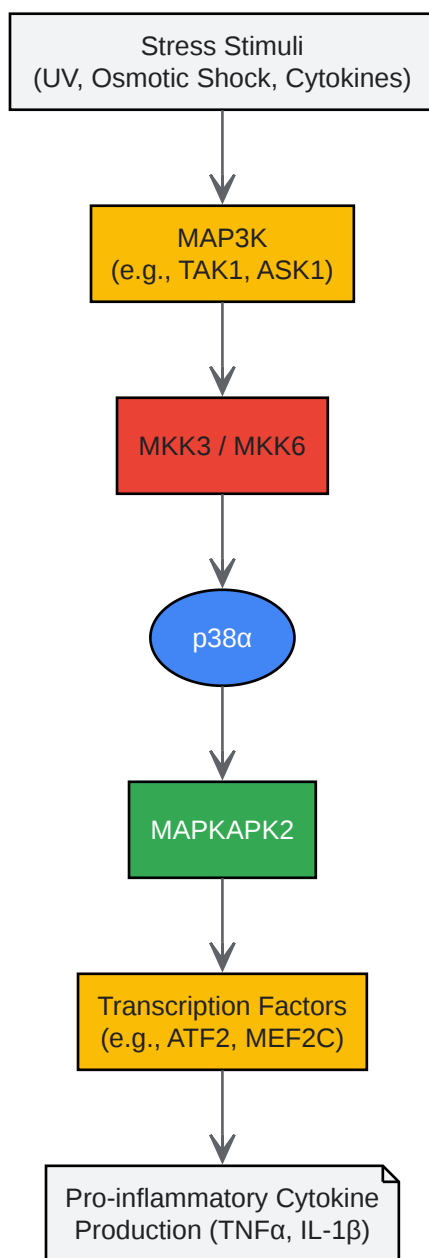 Stress Stimuli
(UV, Osmotic Shock, Cytokines)
MAP3K
(e.g., TAK1, ASK1)
MKK3 / MKK6
p38α
MAPKAPK2
Transcription Factors
(e.g., ATF2, MEF2C)
Pro-inflammatory Cytokine
Production (TNFα, IL-1β)